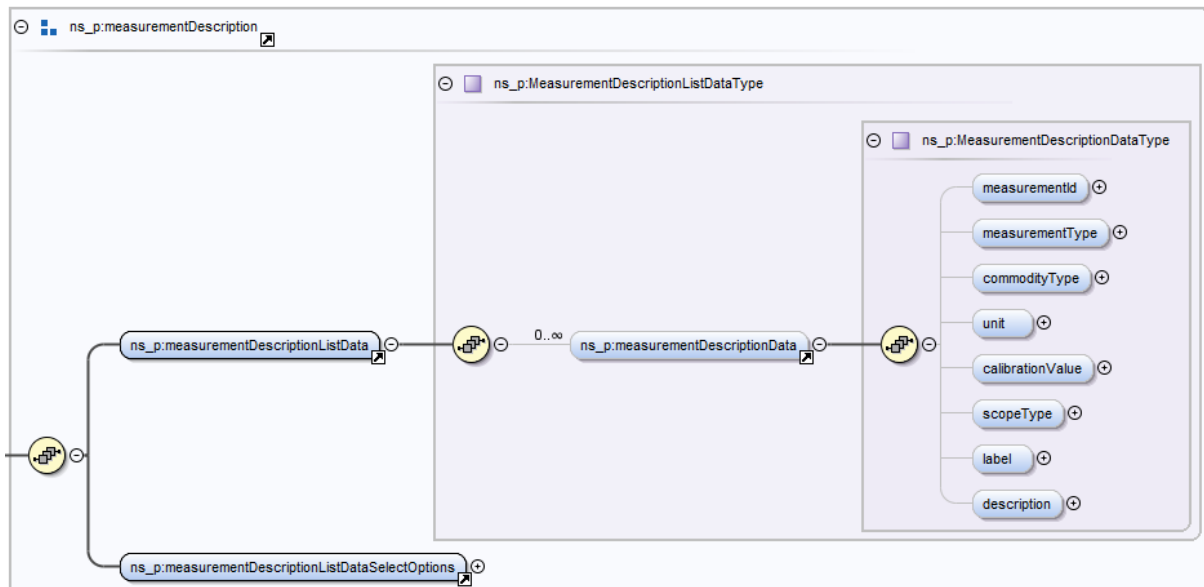 ns_p:measurementDescription
ns_p:MeasurementDescriptionListDataType
ns_p:MeasurementDescriptionDataType
measurementId
measurementType
commodityType
unit
calibrationValue
scopeType
label
description
0..∞
ns_p:measurementDescriptionListData
ns_p:measurementDescriptionData
ns_p:measurementDescriptionListDataSelectOptions